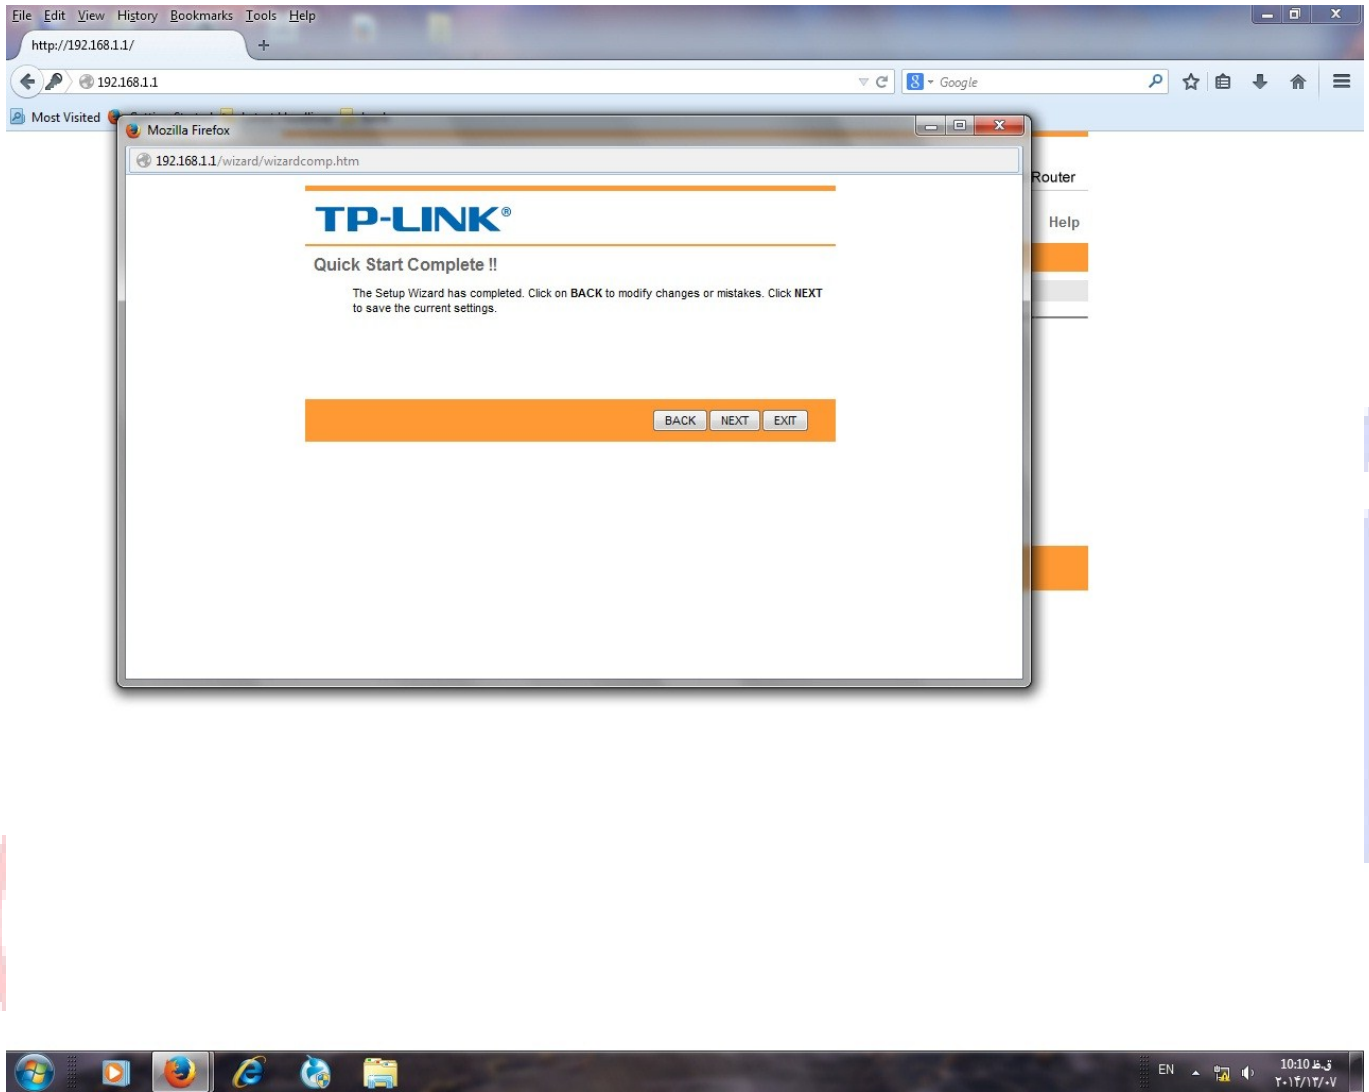 File Edit View History Bookmarks Tools Help
http://192.168.1.1/
192.168.1.1
Google
Most Visited
Mozilla Firefox
192.168.1.1/wizard/wizardcomp.htm
Router
TP-LINK®
Help
Quick Start Complete !!
The Setup Wizard has completed. Click on BACK to modify changes or mistakes. Click NEXT
to save the current settings.
BACK NEXT EXIT
EN
10:10 ق.ظ
۲۰۱۴/۱۲/۰۷